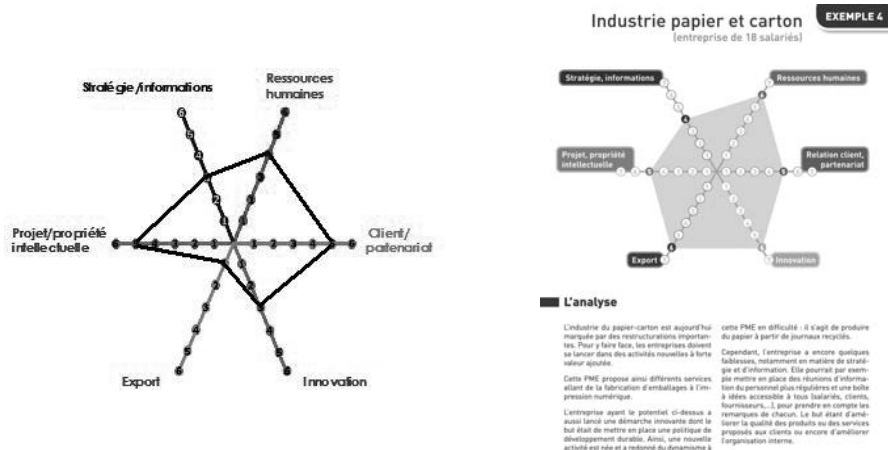 Stratégie/informations
Ressources
humaines
Projet/propriété
intellectuelle
Client/
partenariat
Export
Innovation
Industrie papier et carton
(entreprise de 18 salariés)
EXEMPLE 4
Stratégie, informations
Ressources humaines
Projet, propriété
intellectuelle
Relation client,
partenariat
Export
Innovation
L'analyse
L'industrie du papier-carton est aujourd'hui
marquée par des restructurations importan-
tes. Pour y faire face, les entreprises doivent
se lancer dans des activités nouvelles à forte
valeur ajoutée.
Cette PME propose ainsi différents services
allant de la fabrication d'emballages à l'im-
pression numérique.
L'entreprise ayant le potentiel ci-dessus a
aussi lancé une démarche innovante dont le
but était de mettre en place une politique de
développement durable. Ainsi, une nouvelle
activité est née et a redonné du dynamisme à
cette PME en difficulté : il s'agit de produire
du papier à partir de journaux recyclés.
Cependant, l'entreprise a encore quelques
faiblesses, notamment en matière de straté-
gie et d'information. Elle pourrait par exem-
ple mettre en place des réunions d'informa-
tion du personnel plus régulières et une boîte
à idées accessible à tous (salariés, clients,
fournisseurs,...), pour prendre en compte les
remarques de chacun. Le but étant d'amé-
liorer la qualité des produits ou des services
proposés aux clients ou encore d'améliorer
l'organisation interne.